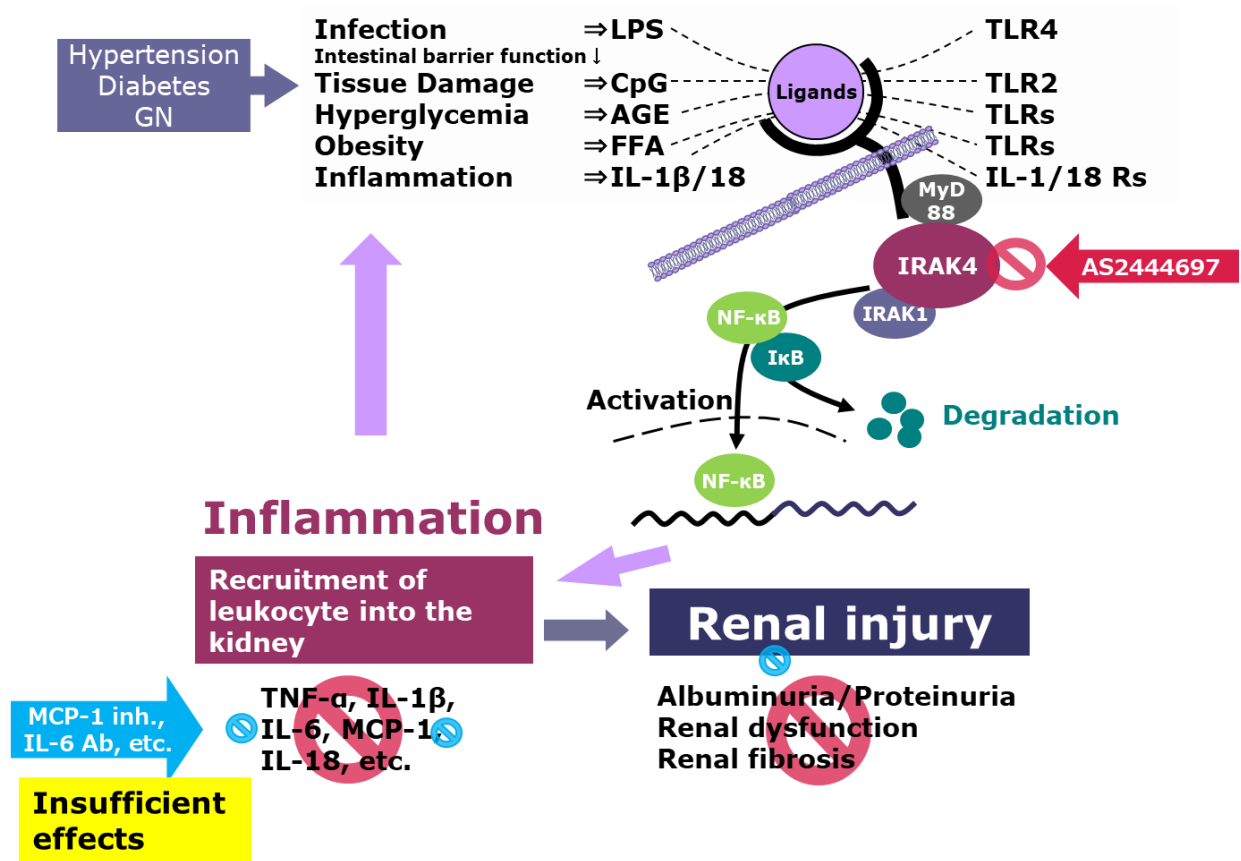 Hypertension
Diabetes
GN
Infection ⇒LPS
Intestinal barrier function ↓
Tissue Damage ⇒CpG
Hyperglycemia ⇒AGE
Obesity ⇒FFA
Inflammation ⇒IL-1β/18
Ligands
TLR4
TLR2
TLRs
TLRs
IL-1/18 Rs
MyD
88
IRAK4
AS2444697
IRAK1
NF-κB
IκB
Activation
Degradation
NF-κB
Inflammation
Recruitment of
leukocyte into the
kidney
Renal injury
TNF-α, IL-1β,
IL-6, MCP-1,
IL-18, etc.
Albuminuria/Proteinuria
Renal dysfunction
Renal fibrosis
MCP-1 inh.,
IL-6 Ab, etc.
Insufficient
effects